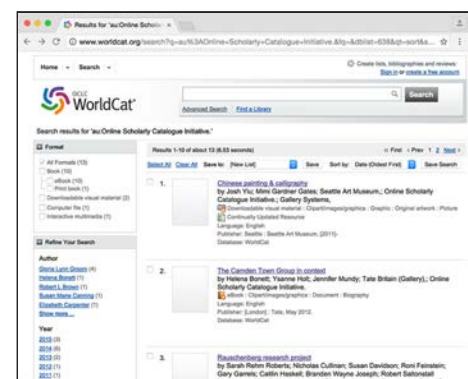 Results for 'au:Online Schola
www.worldcat.org/search?q=au%3AOnline+Scholarly+Catalogue+Initiative.&fq=&dblist=638&qt=sort&s...
Home
Search
Create lists, bibliographies and reviews:
Sign in or create a free account
OCLC
WorldCat®
Search
Advanced Search Find a Library
Search results for 'au:Online Scholarly Catalogue Initiative.'
Format
All Formats (13)
Book (10)
eBook (10)
Print book (1)
Downloadable visual material (2)
Computer file (1)
Interactive multimedia (1)
Refine Your Search
Author
Gloria Lynn Groom (4)
Helena Bonett (1)
Robert L Brown (1)
Susan Marie Canning (1)
Elizabeth Carpenter (1)
Show more ...
Year
2015 (3)
2014 (6)
2013 (2)
2012 (1)
2011 (1)
Results 1-10 of about 13 (6.53 seconds)
« First ‹ Prev 1 2 Next ›
Select All Clear All Save to: [New List] Save Sort by: Date (Oldest First) Save Search
1.
Chinese painting & calligraphy
by Josh Yiu; Mimi Gardner Gates; Seattle Art Museum.; Online Scholarly
Catalogue Initiative.; Gallery Systems,
Downloadable visual material : Clipart/images/graphics : Graphic : Original artwork : Picture
Continually Updated Resource
Language: English
Publisher: Seattle : Seattle Art Museum, [2011]-
Database: WorldCat
2.
The Camden Town Group in context
by Helena Bonett; Ysanne Holt; Jennifer Mundy; Tate Britain (Gallery),; Online
Scholarly Catalogue Initiative.
eBook : Clipart/images/graphics : Document : Biography
Language: English
Publisher: [London] : Tate, May 2012.
Database: WorldCat
3.
Rauschenberg research project
by Sarah Rehm Roberts; Nicholas Cullinan; Susan Davidson; Roni Feinstein;
Gary Garrels; Caitlin Haskell; Branden Wayne Joseph; Robert Saltonstall